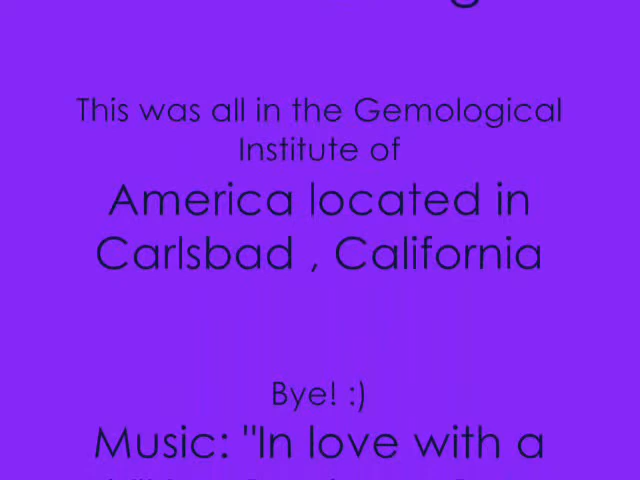 This was all in the Gemological
Institute of
America located in
Carlsbad , California
Bye! :)
Music: "In love with a